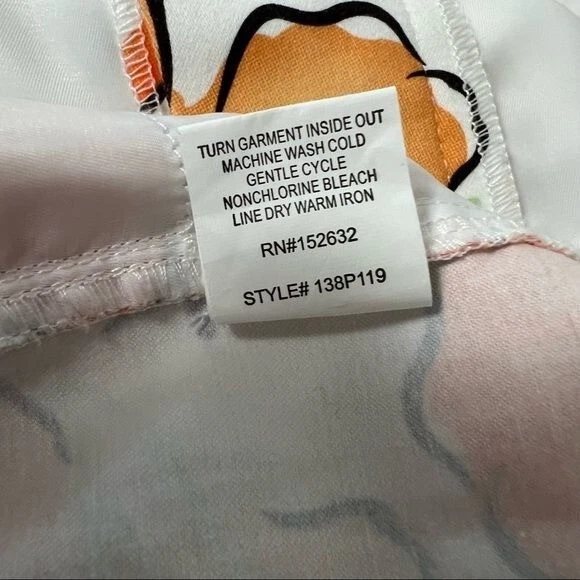 TURN GARMENT INSIDE OUT
MACHINE WASH COLD
GENTLE CYCLE
NONCHLORINE BLEACH
LINE DRY WARM IRON
RN#152632
STYLE# 138P119